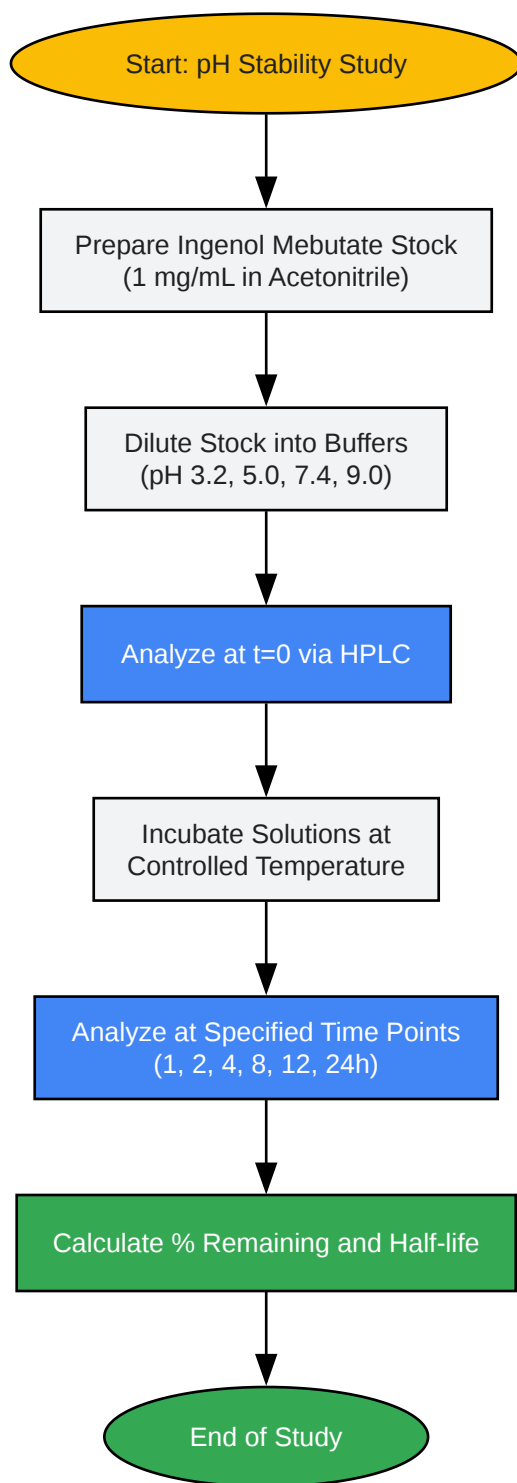 Start: pH Stability Study
Prepare Ingenol Mebutate Stock
(1 mg/mL in Acetonitrile)
Dilute Stock into Buffers
(pH 3.2, 5.0, 7.4, 9.0)
Analyze at t=0 via HPLC
Incubate Solutions at
Controlled Temperature
Analyze at Specified Time Points
(1, 2, 4, 8, 12, 24h)
Calculate % Remaining and Half-life
End of Study